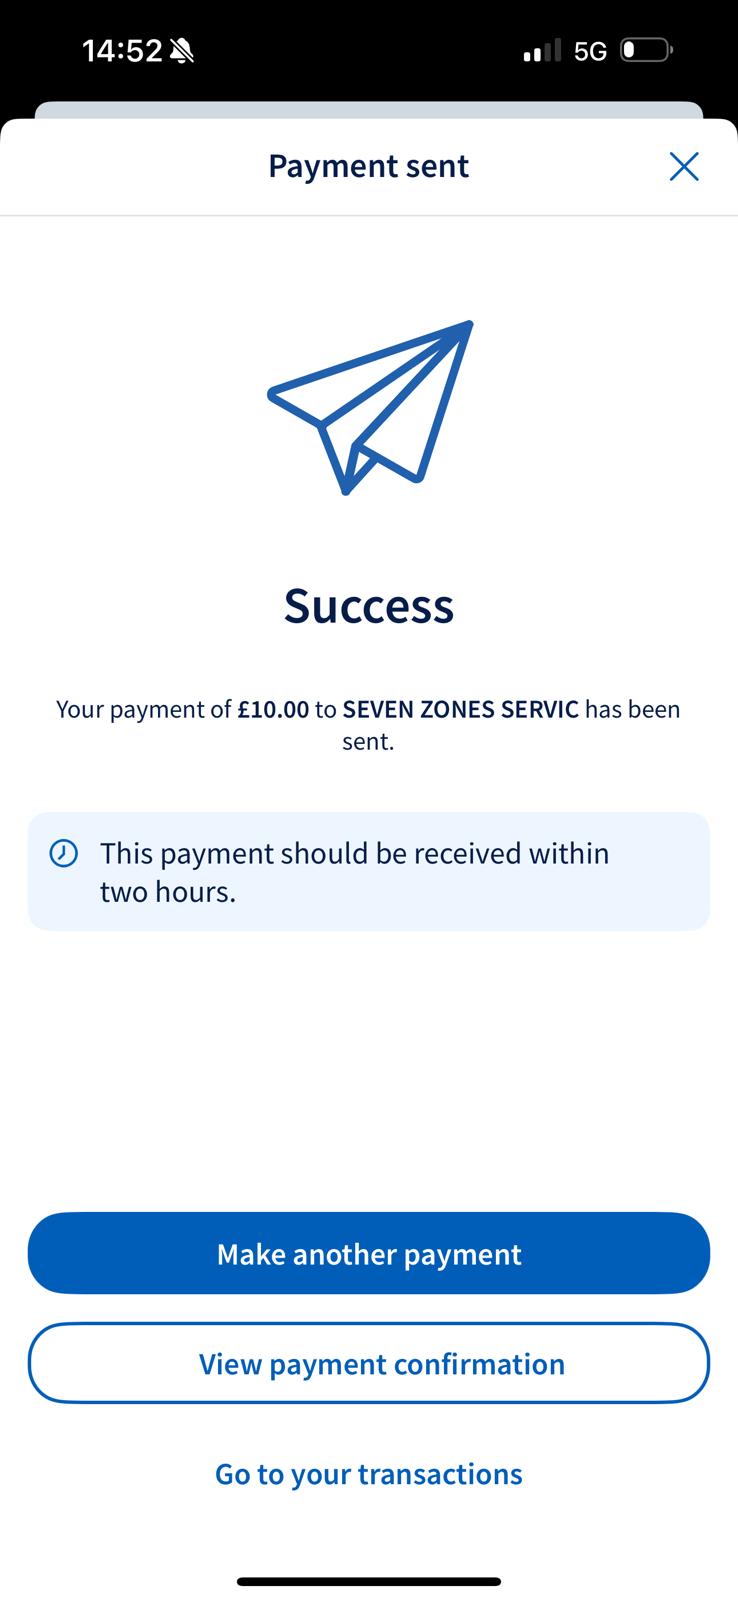 14:52
5G
Payment sent
Success
Your payment of £10.00 to SEVEN ZONES SERVIC has been
sent.
This payment should be received within
two hours.
Make another payment
View payment confirmation
Go to your transactions